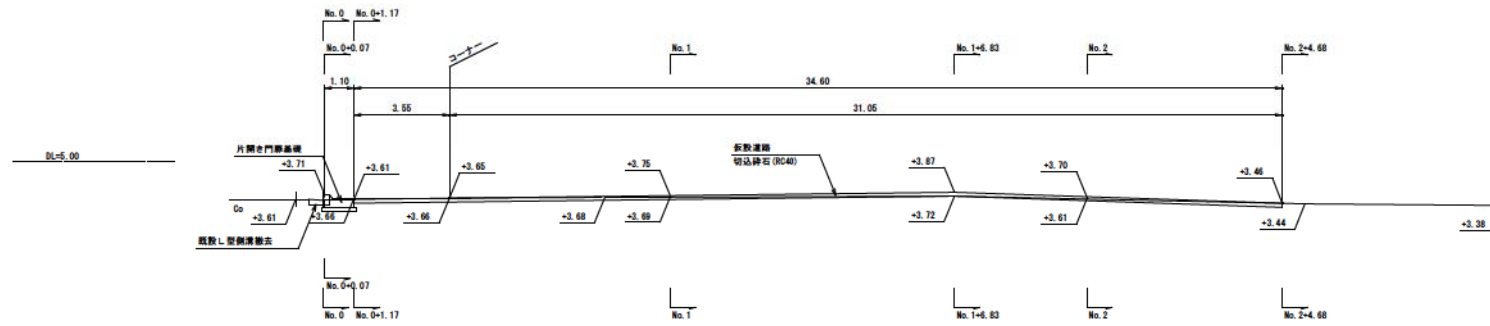 No.0
No.0+1.17
No.0+0.07
コーナー
No.1
No.1+6.83
No.2
No.2+4.68
1.10
34.60
3.55
31.05
DL=5.00
片開き門扉基礎
仮設道路
切込砕石(RC40)
+3.71
+3.61
+3.65
+3.75
+3.87
+3.70
+3.46
Co
+3.61
+3.66
+3.66
+3.68
+3.69
+3.72
+3.61
+3.44
+3.38
既設L型側溝撤去
No.0+0.07
No.0
No.0+1.17
No.1
No.1+6.83
No.2
No.2+4.68